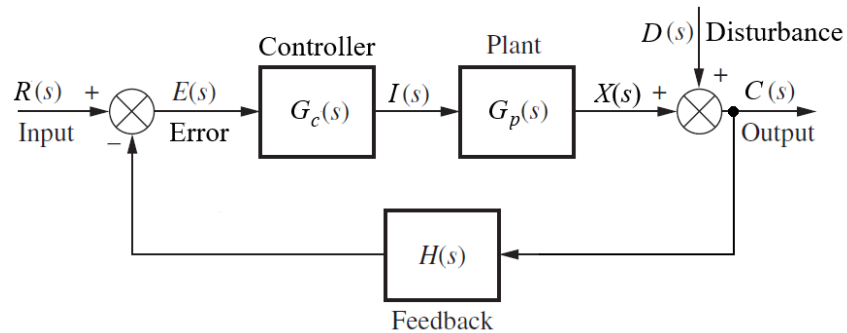 Controller
Plant
D(s) Disturbance
R(s) +
E(s)
G_c(s)
I(s)
G_p(s)
X(s) +
+
C(s)
Input
−
Error
Output
H(s)
Feedback